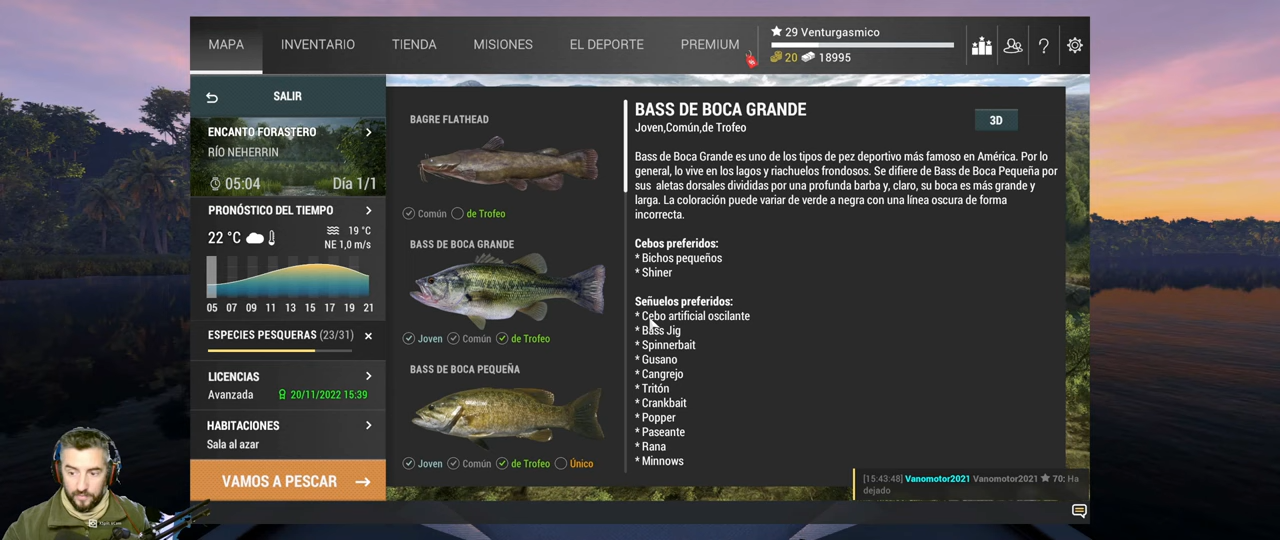 MAPA INVENTARIO TIENDA MISIONES EL DEPORTE PREMIUM
29 Venturgasmico
20 18995
SALIR
ENCANTO FORASTERO
RÍO NEHERRIN
05:04 Día 1/1
PRONÓSTICO DEL TIEMPO
22 °C
19 °C
NE 1,0 m/s
05 07 09 11 13 15 17 19 21
ESPECIES PESQUERAS (23/31)
LICENCIAS
Avanzada 20/11/2022 15:39
HABITACIONES
Sala al azar
VAMOS A PESCAR
BAGRE FLATHEAD
Común de Trofeo
BASS DE BOCA GRANDE
Joven Común de Trofeo
BASS DE BOCA PEQUEÑA
Joven Común de Trofeo Único
BASS DE BOCA GRANDE
Joven,Común,de Trofeo
3D
Bass de Boca Grande es uno de los tipos de pez deportivo más famoso en América. Por lo
general, lo vive en los lagos y riachuelos frondosos. Se difiere de Bass de Boca Pequeña por
sus aletas dorsales divididas por una profunda barba y, claro, su boca es más grande y
larga. La coloración puede variar de verde a negra con una línea oscura de forma
incorrecta.
Cebos preferidos:
* Bichos pequeños
* Shiner
Señuelos preferidos:
* Cebo artificial oscilante
* Bass Jig
* Spinnerbait
* Gusano
* Cangrejo
* Tritón
* Crankbait
* Popper
* Paseante
* Rana
* Minnows
[15:43:48] Vanomotor2021 Vanomotor2021 70: Ha
dejado